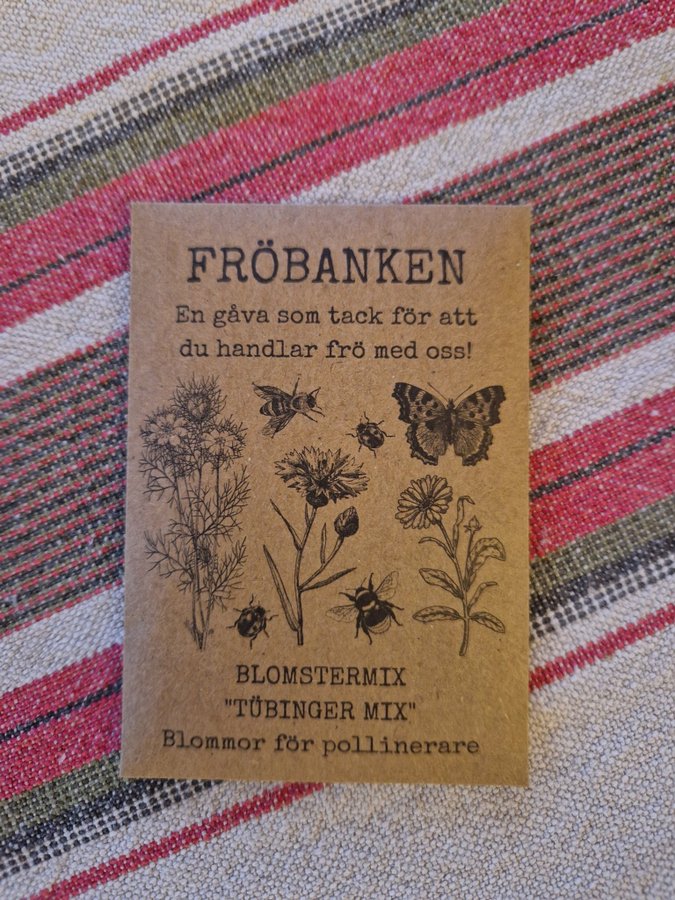 FRÖBANKEN
En gåva som tack för att
du handlar frö med oss!
BLOMSTERMIX
"TÜBINGER MIX"
Blommor för pollinerare